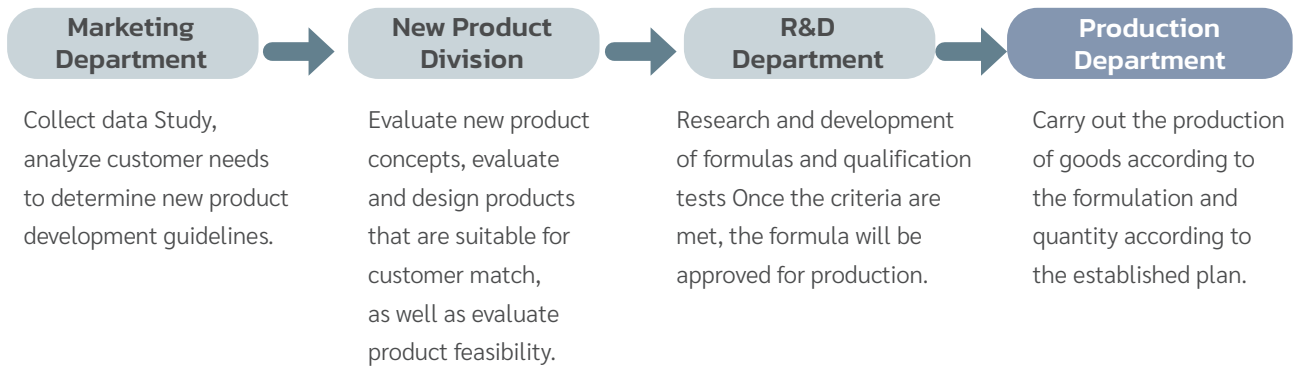 Marketing
Department
New Product
Division
R&D
Department
Production
Department
Collect data Study,
analyze customer needs
to determine new product
development guidelines.
Evaluate new product
concepts, evaluate
and design products
that are suitable for
customer match,
as well as evaluate
product feasibility.
Research and development
of formulas and qualification
tests Once the criteria are
met, the formula will be
approved for production.
Carry out the production
of goods according to
the formulation and
quantity according to
the established plan.